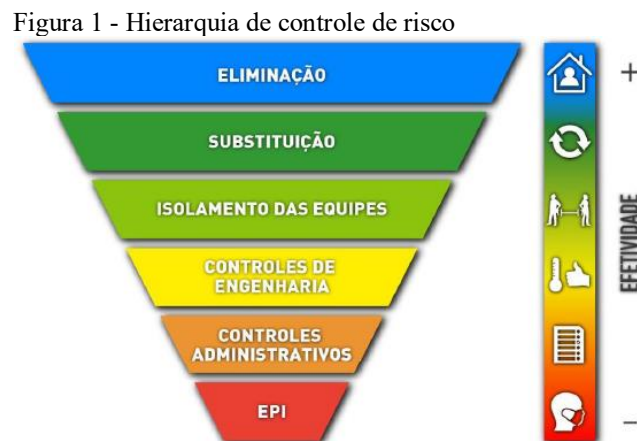 Figura 1 - Hierarquia de controle de risco
ELIMINAÇÃO
SUBSTITUIÇÃO
ISOLAMENTO DAS EQUIPES
CONTROLES DE
ENGENHARIA
CONTROLES
ADMINISTRATIVOS
EPI
+
EFETIVIDADE
–